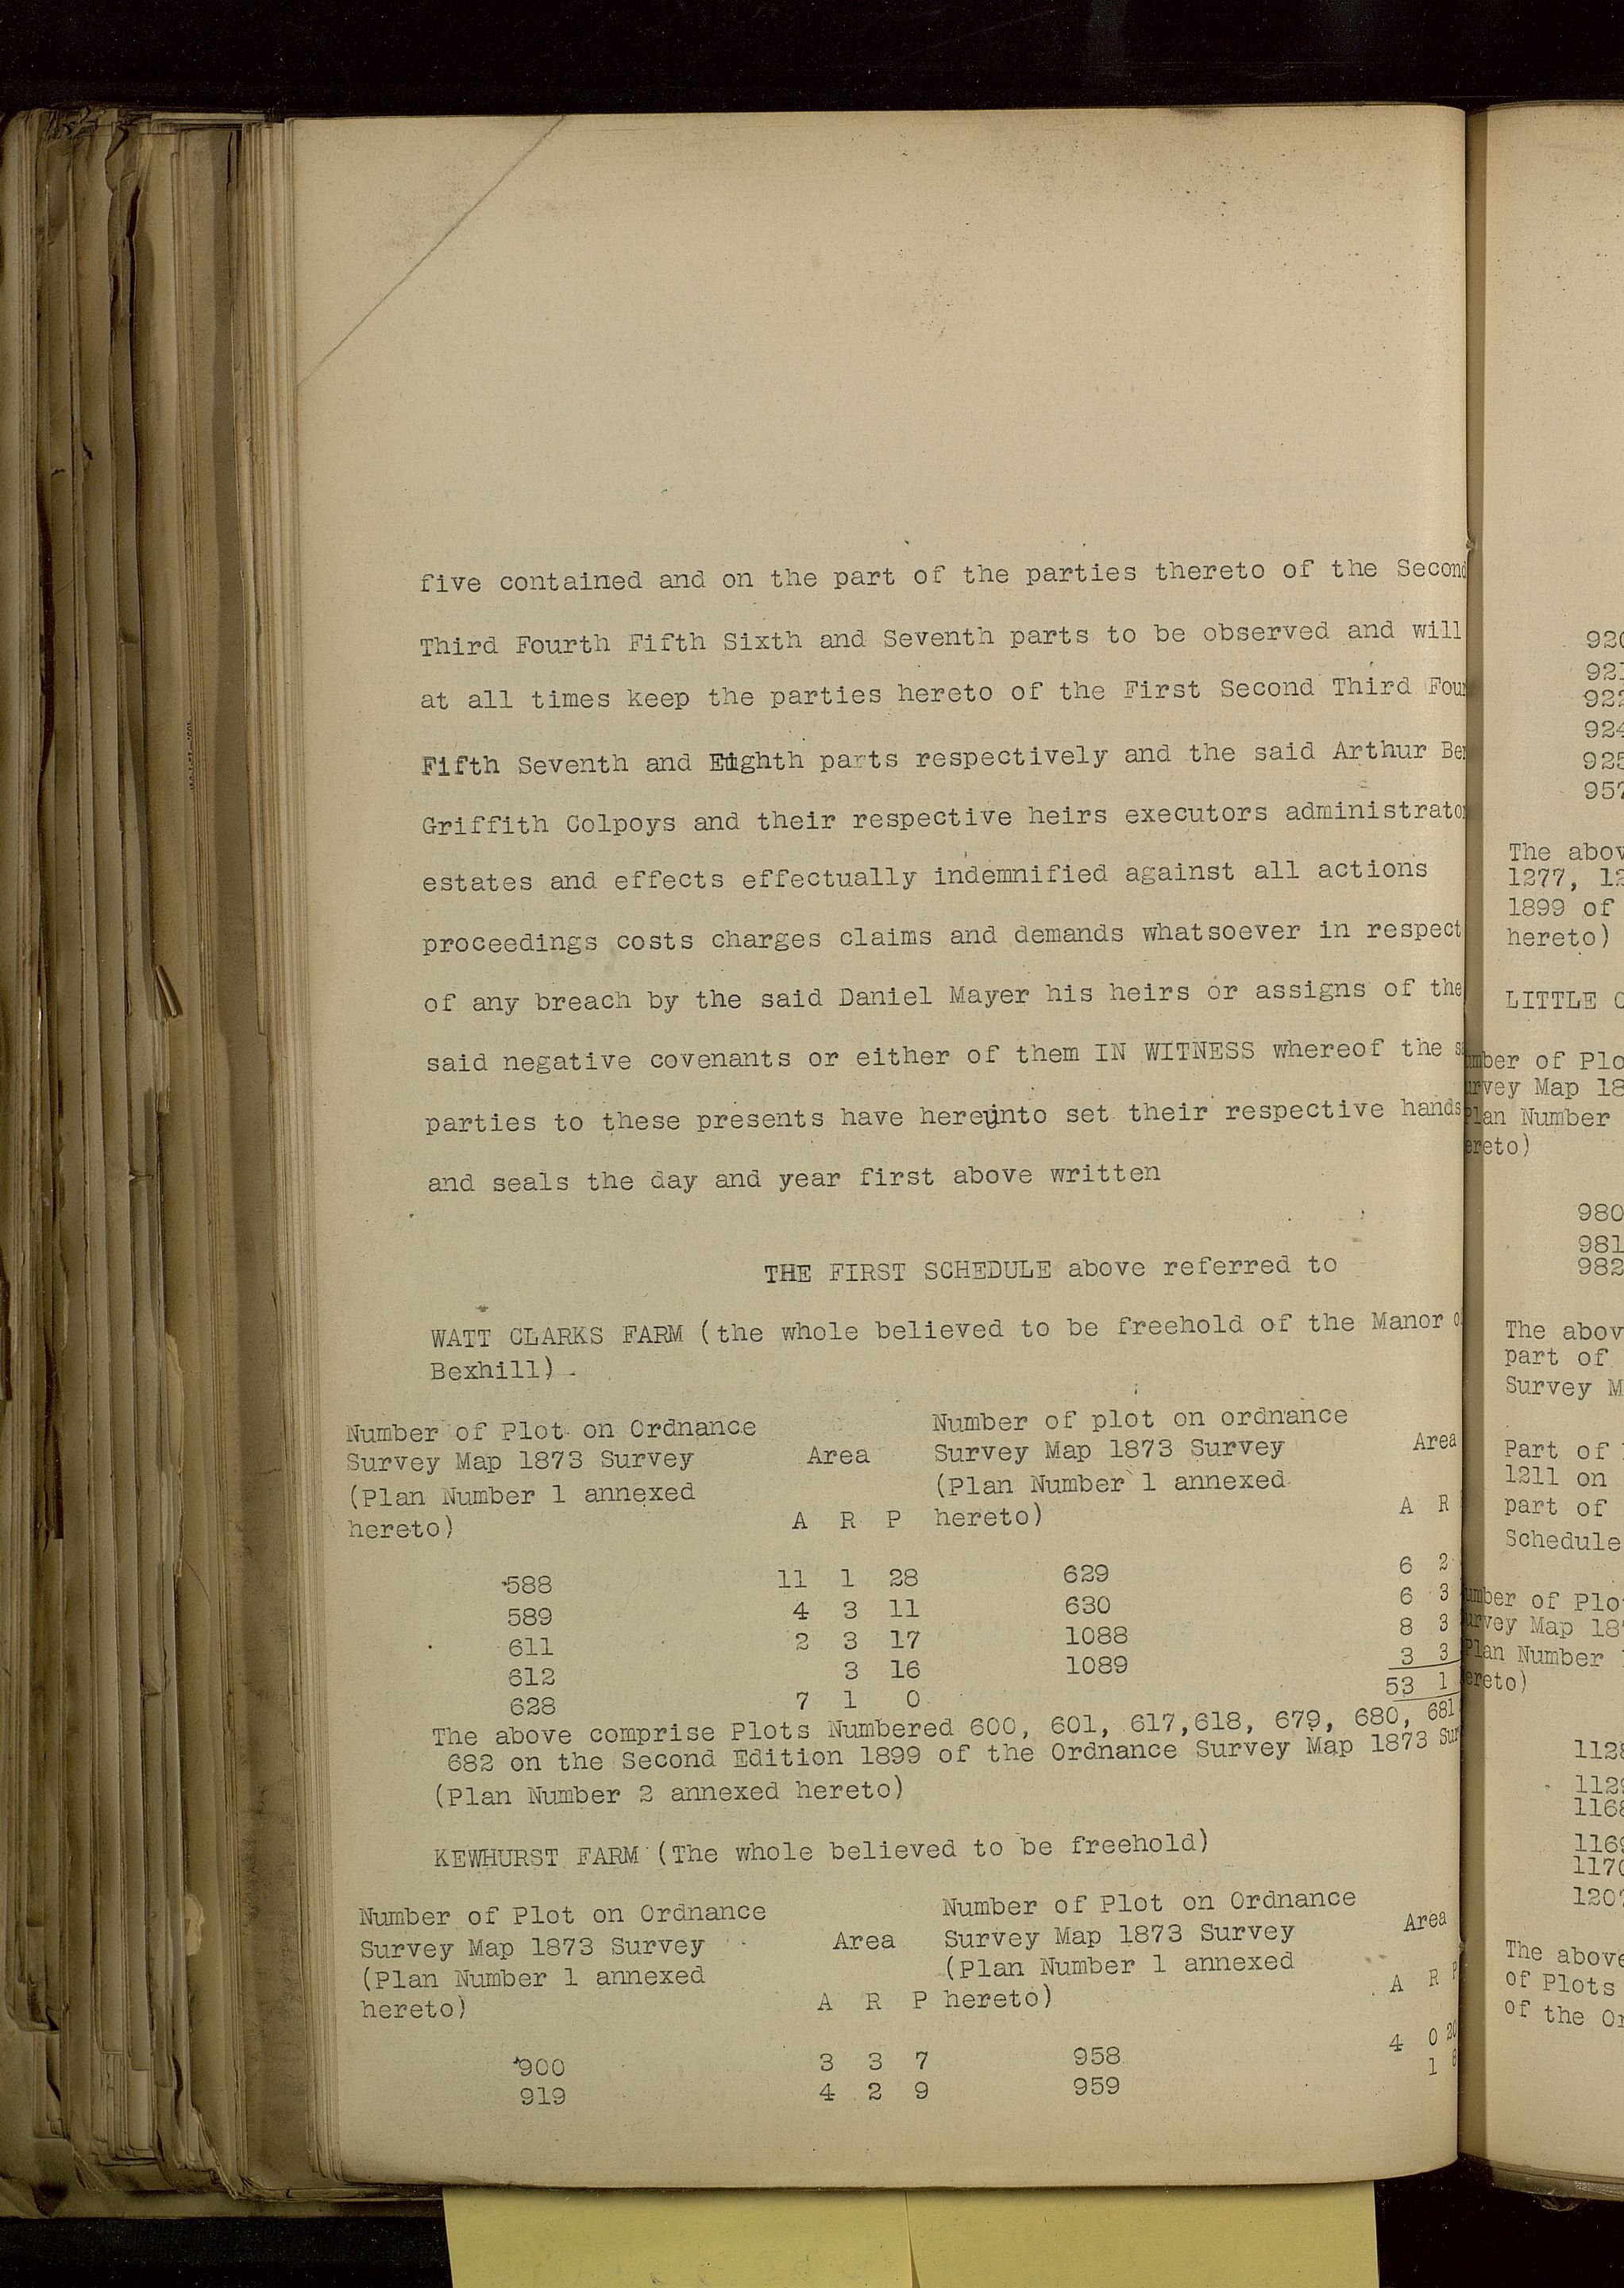 five contained and on the part of the parties thereto of the Second
Third Fourth Fifth Sixth and Seventh parts to be observed and will
at all times keep the parties hereto of the First Second Third
Fifth Seventh and Eighth parts respectively and the said Arthur
Griffith Colpoys and their respective heirs executors
estates and effects effectually indemnified against all actions
proceedings costs charges claims and demands whatsoever in respect
of any breach by the said Daniel Mayer his heirs or assigns of the
said negative covenants or either of them IN WITNESS whereof the
parties to these presents have hereunto set their respective hands
and seals the day and year first above written
THE FIRST SCHEDULE above referred to
WATT CLARKS FARM (the whole believed to be freehold of the Manor
Bexhill)
Number of Plot on Ordnance
Survey Map 1873 Survey
(Plan Number 1 annexed
hereto)
Area
A R P
Number of plot on ordnance
Survey Map 1873 Survey
(Plan Number 1 annexed
hereto)
Area
A R
588 11 1 28 629 6 2
589 4 3 11 630 6 3
611 2 3 17 1088 8 3
612 3 16 1089 3 3
628 7 1 0 53 1
The above comprise Plots Numbered 600, 601, 617,618, 679, 680, 681
682 on the Second Edition 1899 of the Ordnance Survey Map 1873
(Plan Number 2 annexed hereto)
KEWHURST FARM (The whole believed to be freehold)
Number of Plot on Ordnance
Survey Map 1873 Survey
(Plan Number 1 annexed
hereto)
Area
A R P
Number of Plot on Ordnance
Survey Map 1873 Survey
(Plan Number 1 annexed
hereto)
Area
A R P
900 3 3 7 958 4 0 20
919 4 2 9 959 1 8
The
1277,
1899 of
hereto)
LITTLE
of
Map
Number
980
981
982
The
part of
Survey
Part of
1211 on
part of
Schedule
of
Map
Number
The above
of Plots
of the